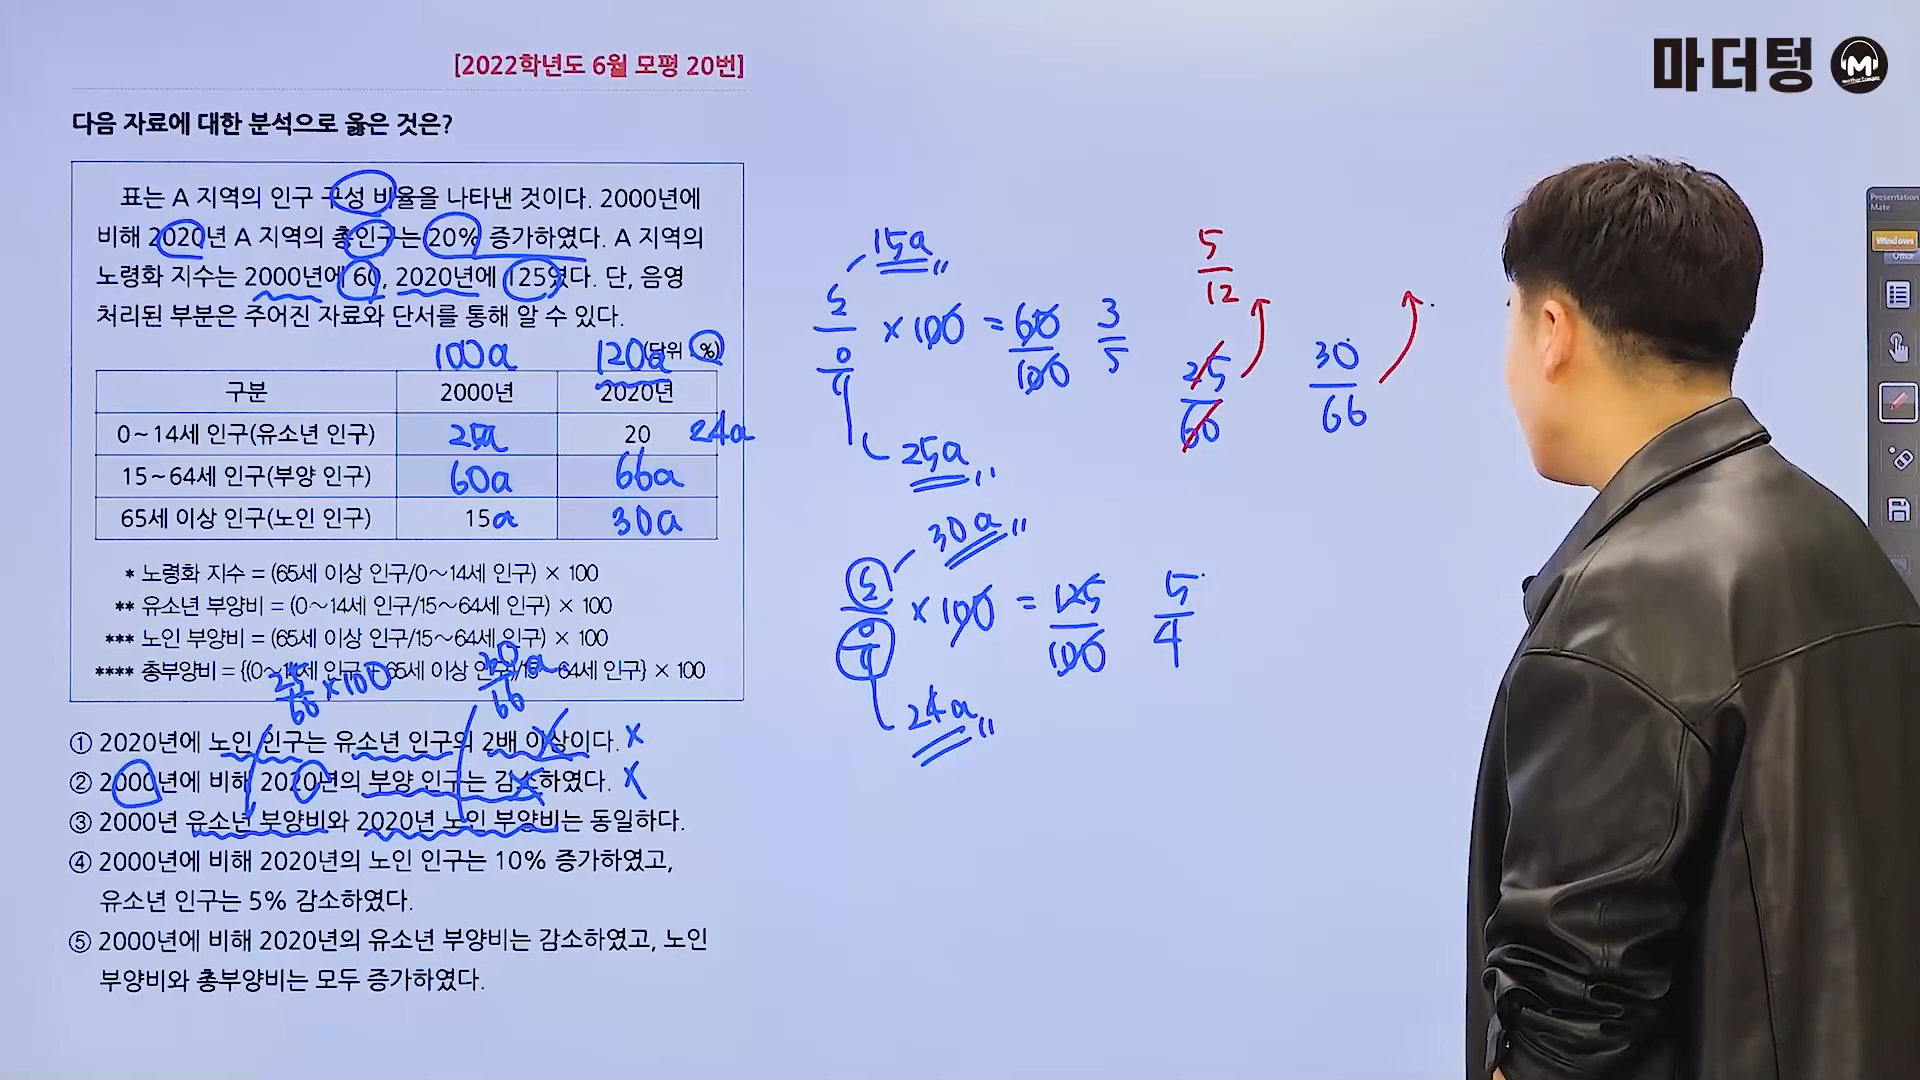 마더텅
[2022학년도 6월 모평 20번]
다음 자료에 대한 분석으로 옳은 것은?
표는 A 지역의 인구 구성 비율을 나타낸 것이다. 2000년에
비해 2020년 A 지역의 총인구는 20% 증가하였다. A 지역의
노령화 지수는 2000년에 60, 2020년에 125였다. 단, 음영
처리된 부분은 주어진 자료와 단서를 통해 알 수 있다.
100a 120a (단위 : %)
구분 2000년 2020년
0~14세 인구(유소년 인구) 25a 20 24a
15~64세 인구(부양 인구) 60a 66a
65세 이상 인구(노인 인구) 15a 30a
* 노령화 지수 = (65세 이상 인구/0~14세 인구) × 100
** 유소년 부양비 = (0~14세 인구/15~64세 인구) × 100
*** 노인 부양비 = (65세 이상 인구/15~64세 인구) × 100
**** 총부양비 = {(0~14세 인구 + 65세 이상 인구)/15~64세 인구} × 100
① 2020년에 노인 인구는 유소년 인구의 2배 이상이다. x
② 2000년에 비해 2020년의 부양 인구는 감소하였다. x
③ 2000년 유소년 부양비와 2020년 노인 부양비는 동일하다.
④ 2000년에 비해 2020년의 노인 인구는 10% 증가하였고,
유소년 인구는 5% 감소하였다.
⑤ 2000년에 비해 2020년의 유소년 부양비는 감소하였고, 노인
부양비와 총부양비는 모두 증가하였다.
15a
× 100 = 60/100 3/5
25a
30a
× 100 = 125/100 5/4
24a
5/12
25/60
30/66
Presentation
Mate
Windows
Office